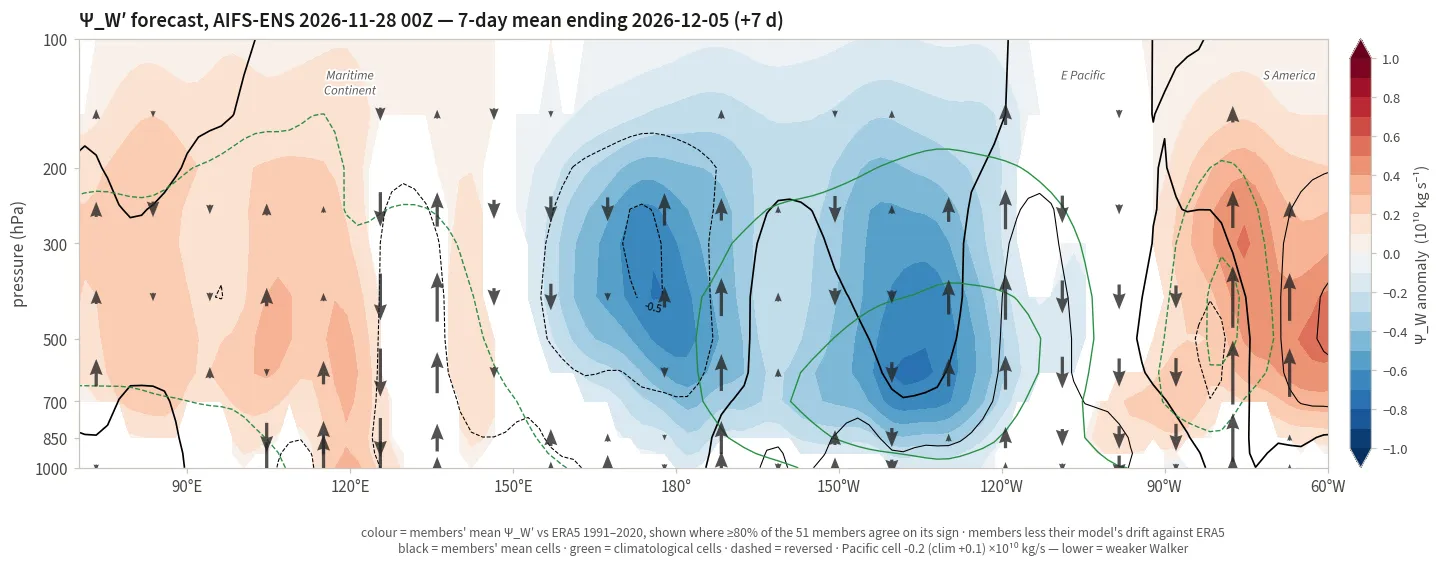 Ψ_W′ forecast, AIFS-ENS 2026-11-28 00Z — 7-day mean ending 2026-12-05 (+7 d)
100
200
300
400
500
700
850
1000
pressure (hPa)
Maritime
Continent
E Pacific
S America
-0.5
90°E
120°E
150°E
180°
150°W
120°W
90°W
60°W
1.0
0.8
0.6
0.4
0.2
0.0
−0.2
−0.4
−0.6
−0.8
−1.0
Ψ_W anomaly (10¹⁰ kg s⁻¹)
colour = members' mean Ψ_W′ vs ERA5 1991–2020, shown where ≥80% of the 51 members agree on its sign · members less their model's drift against ERA5
black = members' mean cells · green = climatological cells · dashed = reversed · Pacific cell -0.2 (clim +0.1) ×10¹⁰ kg/s — lower = weaker Walker